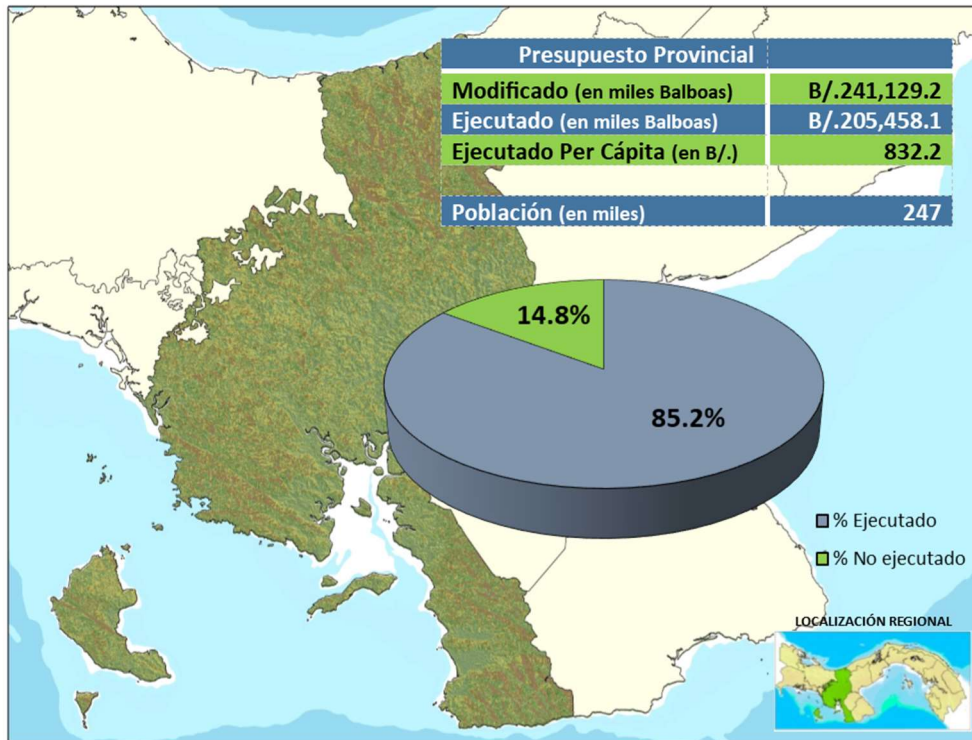 Presupuesto Provincial
Modificado (en miles Balboas) B/.241,129.2
Ejecutado (en miles Balboas) B/.205,458.1
Ejecutado Per Cápita (en B/.) 832.2
Población (en miles) 247
14.8%
85.2%
% Ejecutado
% No ejecutado
LOCALIZACIÓN REGIONAL